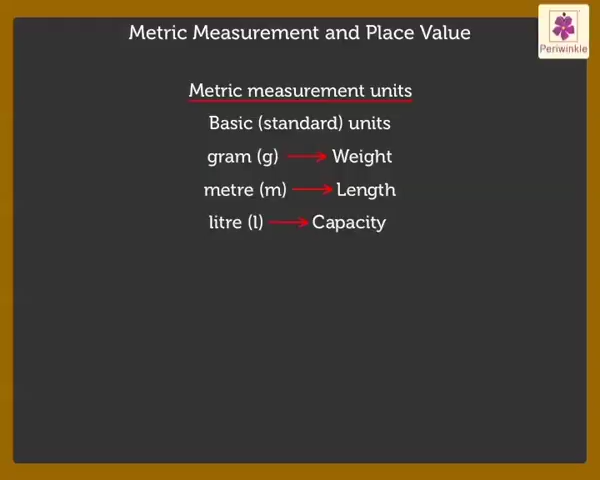 Metric Measurement and Place Value
Periwinkle
Metric measurement units
Basic (standard) units
gram (g) → Weight
metre (m) → Length
litre (l) → Capacity